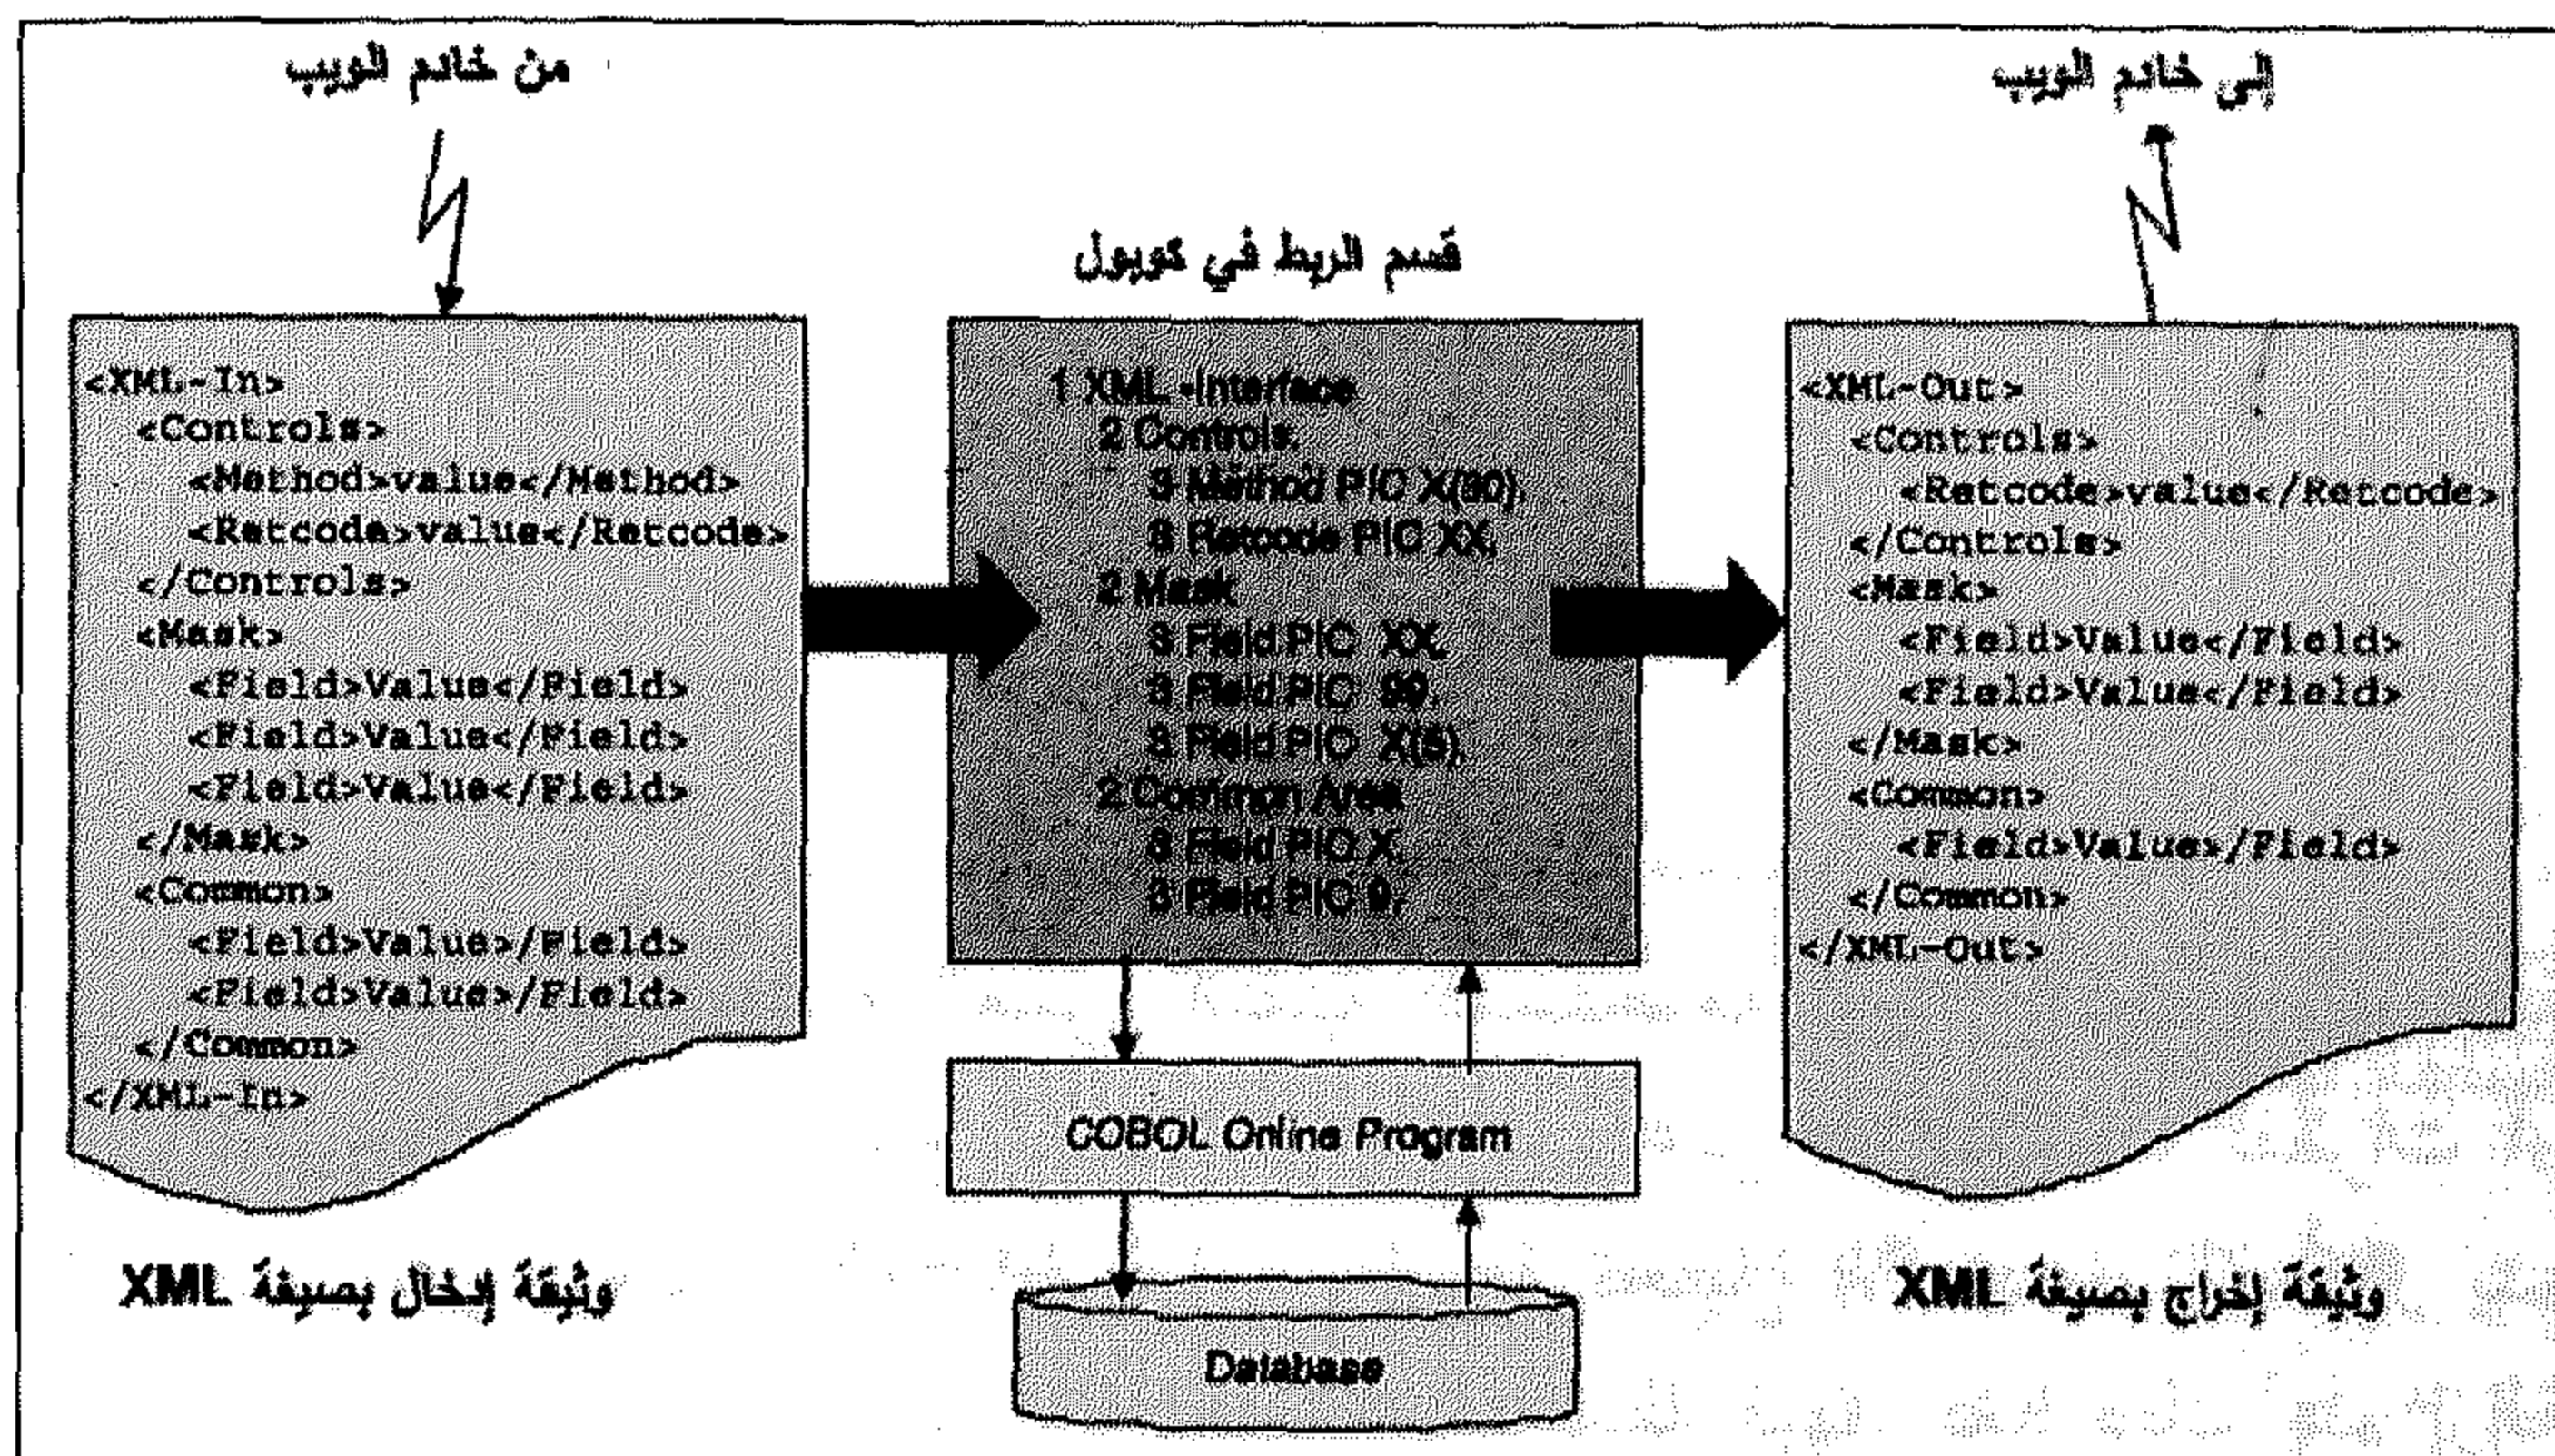 من خادم الويب
إلى خادم الويب
قسم الربط في كوبول
<XML-In>
<Controls>
<Method>value</Method>
<Retcode>value</Retcode>
</Controls>
<Mask>
<Field>Value</Field>
<Field>Value</Field>
<Field>Value</Field>
</Mask>
<Common>
<Field>Value>/Field>
<Field>Value>/Field>
</Common>
</XML-In>
وثيقة إدخال بصيغة XML
1 XML -Interface
2 Controls.
3 Method PIC X(30).
3 Retcode PIC XX.
2 Mask
3 Field PIC XX.
3 Field PIC 99.
3 Field PIC X(8).
2 Common Area
3 Field PIC X.
3 Field PIC 9.
COBOL Online Program
Database
<XML-Out>
<Controls>
<Retcode>value</Retcode>
</Controls>
<Mask>
<Field>Value</Field>
<Field>Value</Field>
</Mask>
<Common>
<Field>Value>/Field>
</Common>
</XML-Out>
وثيقة إخراج بصيغة XML